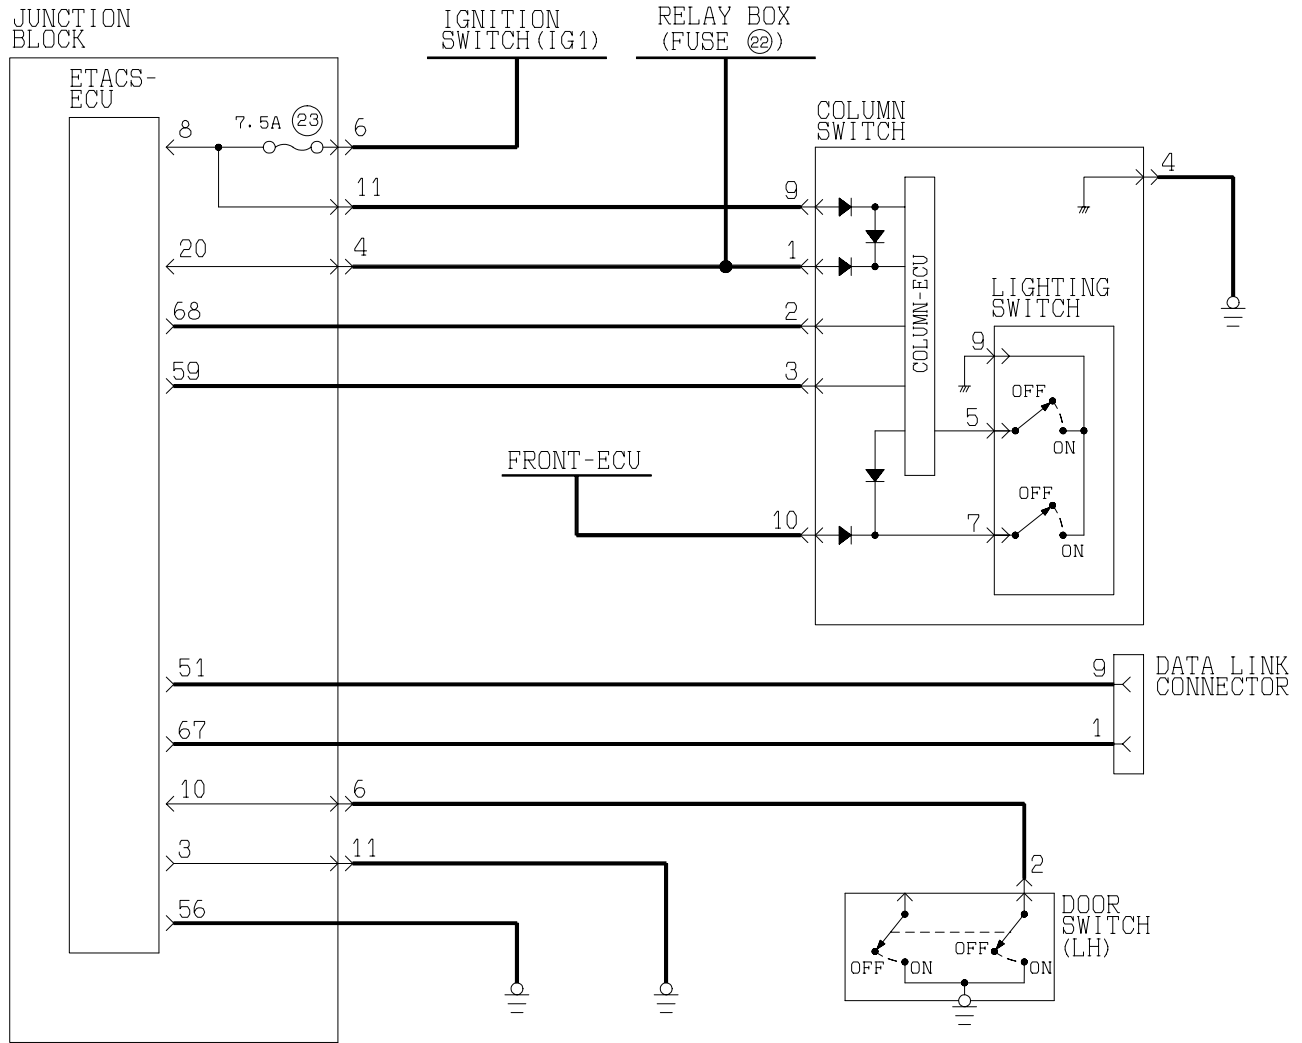 JUNCTION
BLOCK
IGNITION
SWITCH(IG1)
RELAY BOX
(FUSE 22)
ETACS-
ECU
8
7.5A 23
6
COLUMN
SWITCH
4
11
9
20
4
1
COLUMN-ECU
LIGHTING
SWITCH
68
2
9
59
3
OFF
5
ON
FRONT-ECU
OFF
10
7
ON
51
9
DATA LINK
CONNECTOR
67
1
10
6
3
11
2
56
DOOR
SWITCH
(LH)
OFF
OFF
ON
ON